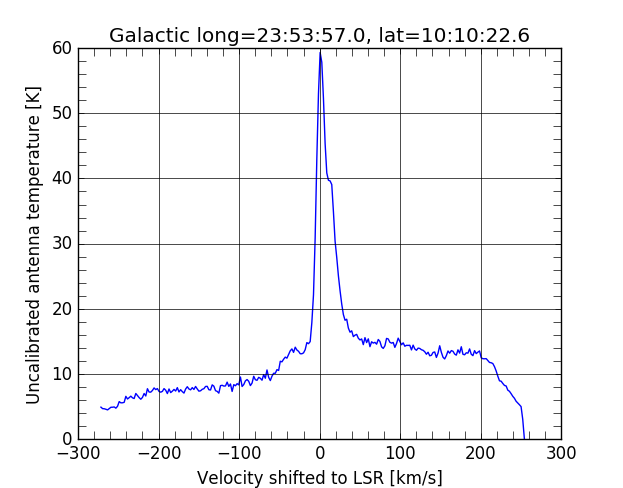 Galactic long=23:53:57.0, lat=10:10:22.6
Uncalibrated antenna temperature [K]
60
50
40
30
20
10
0
−300 −200 −100 0 100 200 300
Velocity shifted to LSR [km/s]